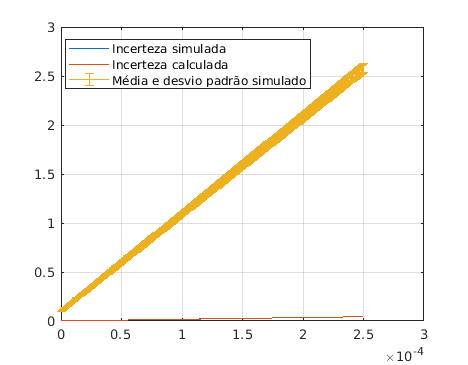 3
Incerteza simulada
Incerteza calculada
Média e desvio padrão simulado
2.5
2
1.5
1
0.5
0
0 0.5 1 1.5 2 2.5 3
×10-4